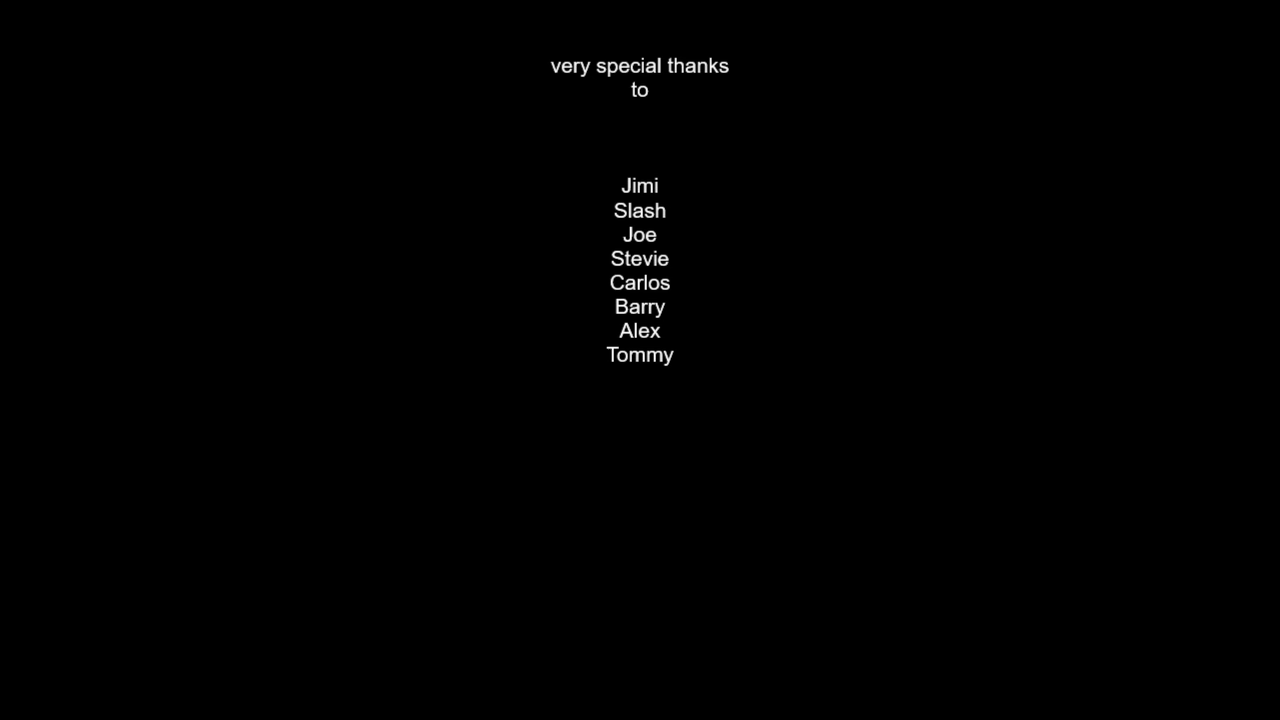 very special thanks
to
Jimi
Slash
Joe
Stevie
Carlos
Barry
Alex
Tommy